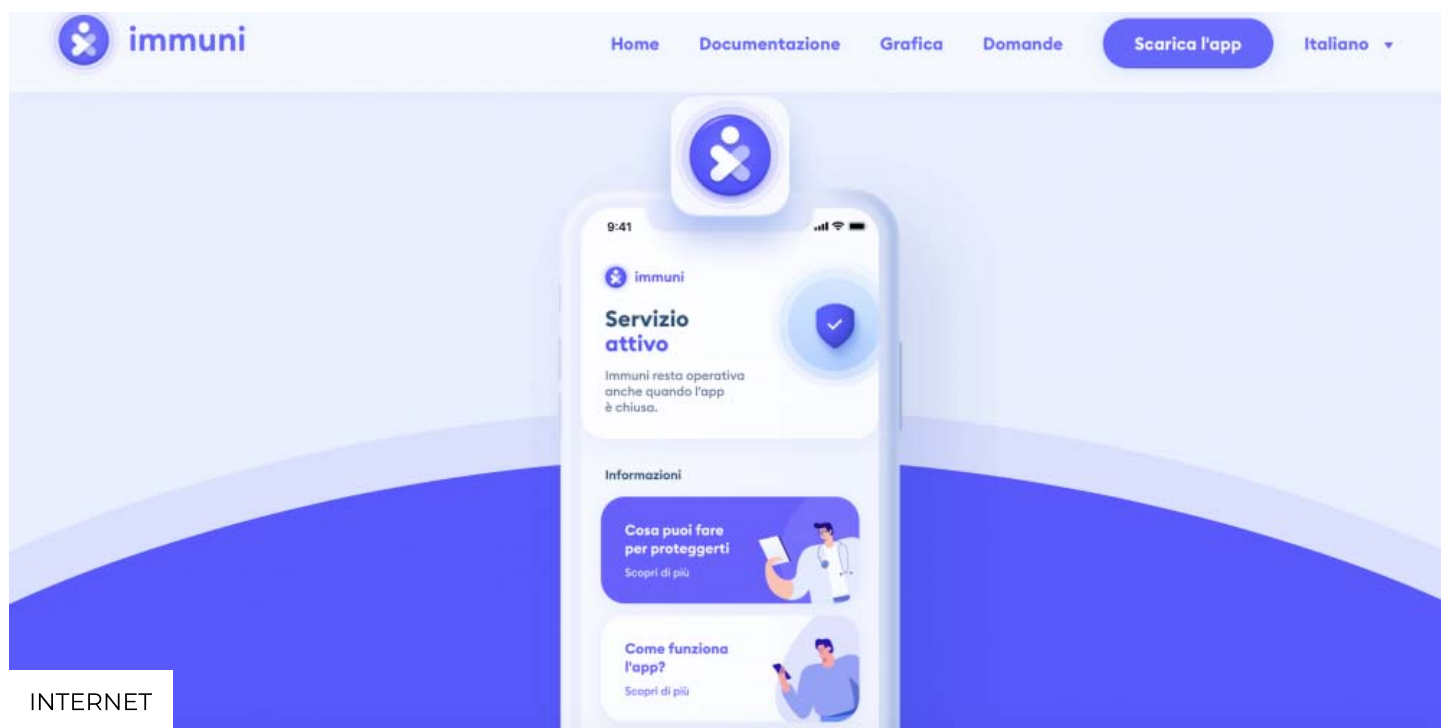 immuni
Home Documentazione Grafica Domande Scarica l'app Italiano
9:41
immuni
Servizio
attivo
Immuni resta operativa
anche quando l'app
è chiusa.
Informazioni
Cosa puoi fare
per proteggerti
Scopri di più
Come funziona
l'app?
Scopri di più
INTERNET